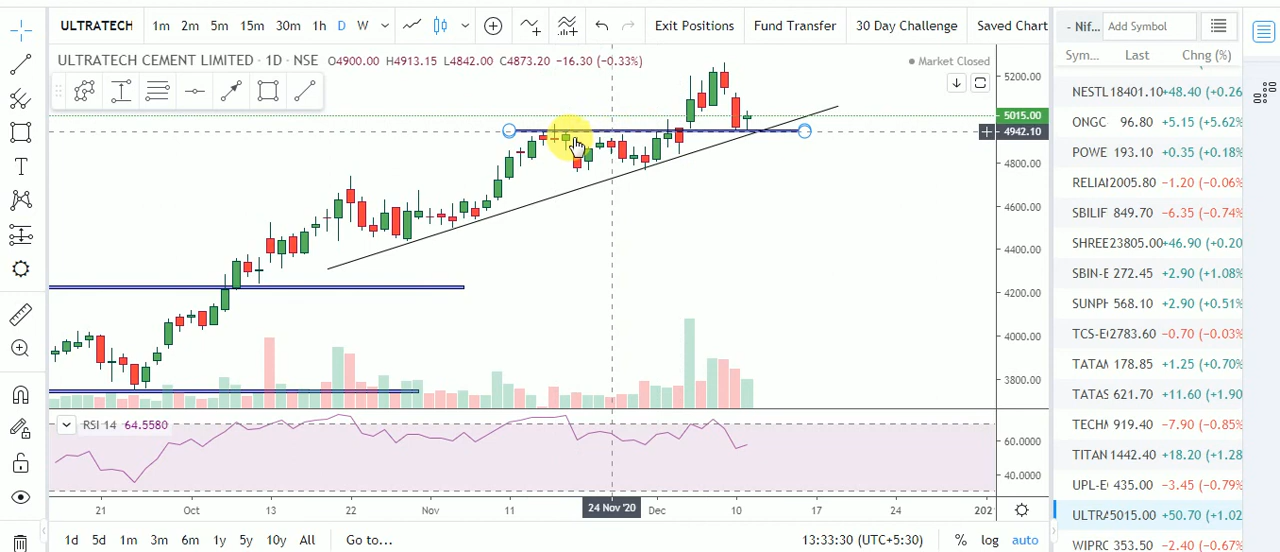 ULTRATECH 1m 2m 5m 15m 30m 1h D W Exit Positions Fund Transfer 30 Day Challenge Saved Chart - Nif... Add Symbol
ULTRATECH CEMENT LIMITED · 1D · NSE O4900.00 H4913.15 L4842.00 C4873.20 −16.30 (−0.33%) Market Closed Sym... Last Chng (%)
5200.00
NESTL 18401.10 +48.40 (+0.26
5015.00
ONGC 96.80 +5.15 (+5.62%
4942.10
POWE 193.10 +0.35 (+0.18%
4800.00
RELIAI 2005.80 −1.20 (−0.06%
4600.00
SBILIF 849.70 −6.35 (−0.74%
4400.00
SHREE 23805.00 +46.90 (+0.20
SBIN-E 272.45 +2.90 (+1.08%
4200.00
SUNPH 568.10 +2.90 (+0.51%
4000.00
TCS-E( 2783.60 −0.70 (−0.03%
TATAM 178.85 +1.25 (+0.70%
3800.00
TATAS 621.70 +11.60 (+1.90
RSI 14 64.5580
TECHM 919.40 −7.90 (−0.85%
60.0000
TITAN 1442.40 +18.20 (+1.28
40.0000
UPL-E( 435.00 −3.45 (−0.79%
21 Oct 13 22 Nov 11 24 Nov '20 Dec 10 17 24 202
ULTRA 5015.00 +50.70 (+1.02
1d 5d 1m 3m 6m 1y 5y 10y All Go to... 13:33:30 (UTC+5:30) % log auto
WIPRC 353.50 −2.40 (−0.67%